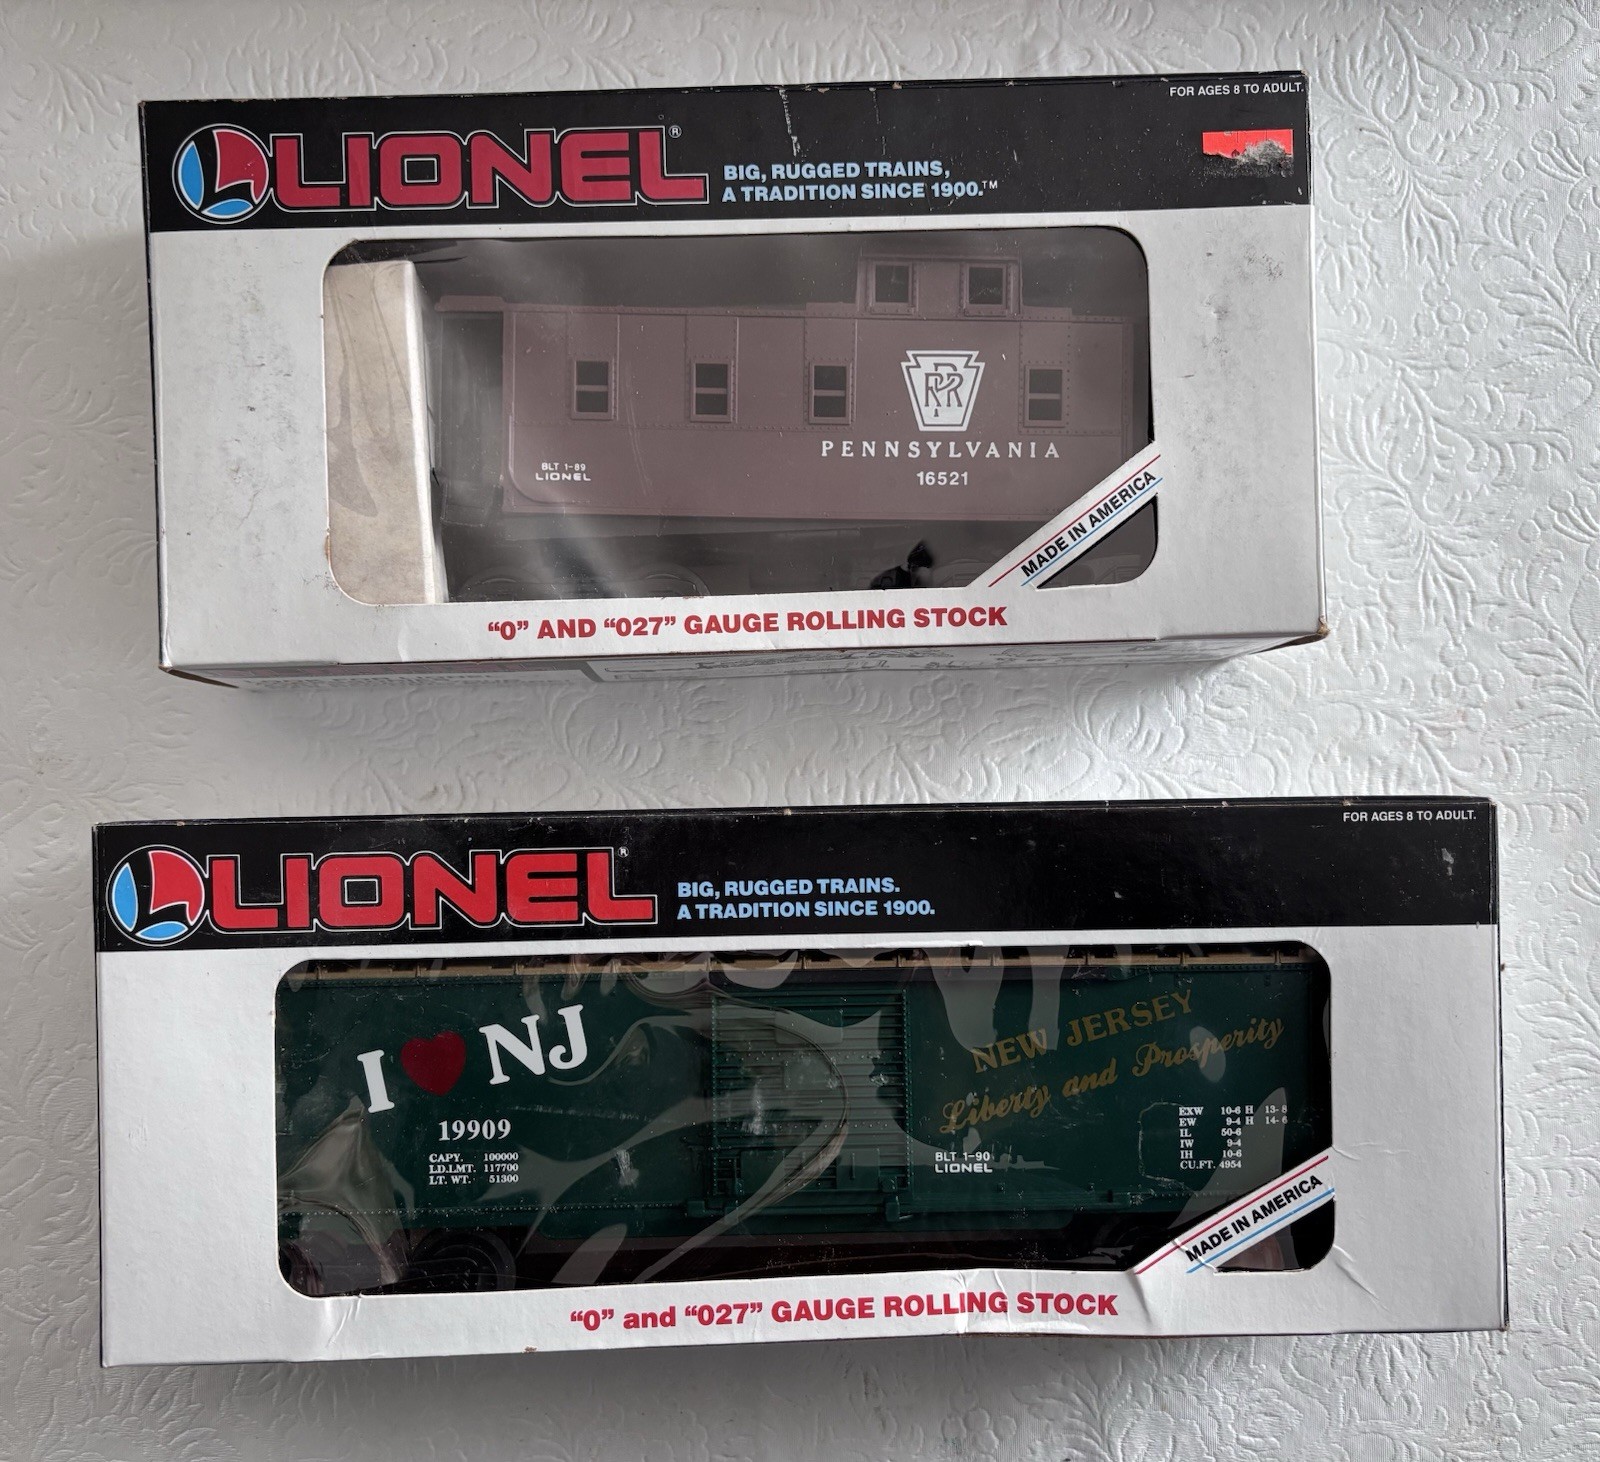 FOR AGES 8 TO ADULT.
LIONEL®
BIG, RUGGED TRAINS,
A TRADITION SINCE 1900.™
PRR
PENNSYLVANIA
16521
BLT 1-89
LIONEL
MADE IN AMERICA
“O” AND “027” GAUGE ROLLING STOCK
FOR AGES 8 TO ADULT.
LIONEL®
BIG, RUGGED TRAINS.
A TRADITION SINCE 1900.
I ♥ NJ
19909
CAPY. 100000
LD.LMT. 117700
LT. WT. 51300
NEW JERSEY
Liberty and Prosperity
BLT 1-90
LIONEL
EXW 10-6 H 13-8
EW 9-4 H 14-6
IL 50-6
IW 9-4
IH 10-6
CU.FT. 4954
MADE IN AMERICA
“O” and “027” GAUGE ROLLING STOCK